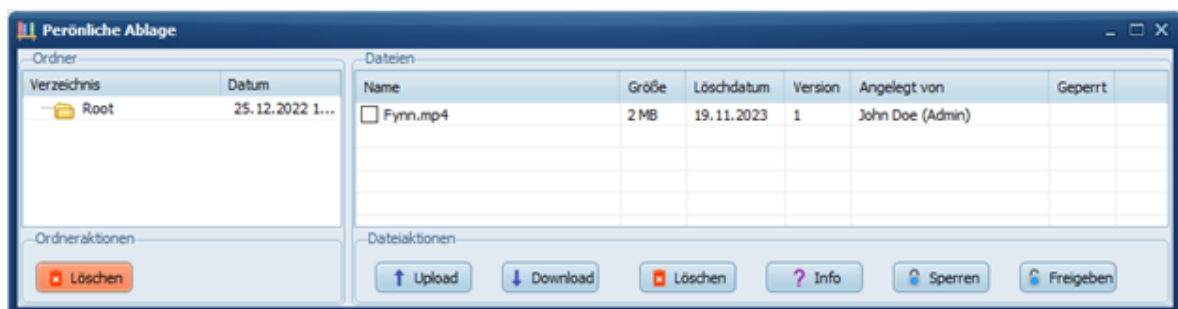 Perönliche Ablage
Ordner
Verzeichnis Datum
Root 25.12.2022 1...
Ordneraktionen
Löschen
Dateien
Name Größe Löschdatum Version Angelegt von Geperrt
Fynn.mp4 2 MB 19.11.2023 1 John Doe (Admin)
Dateiaktionen
Upload Download Löschen ? Info Sperren Freigeben